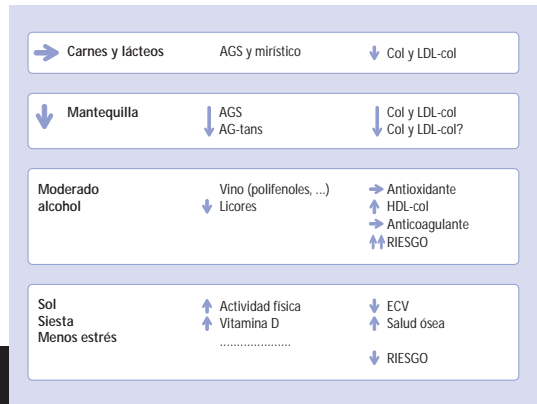 Carnes y lácteos AGS y mirístico Col y LDL-col
Mantequilla AGS Col y LDL-col
AG-tans Col y LDL-col?
Moderado Vino (polifenoles, ...) Antioxidante
alcohol Licores HDL-col
Anticoagulante
RIESGO
Sol Actividad física ECV
Siesta Vitamina D Salud ósea
Menos estrés .....................
RIESGO